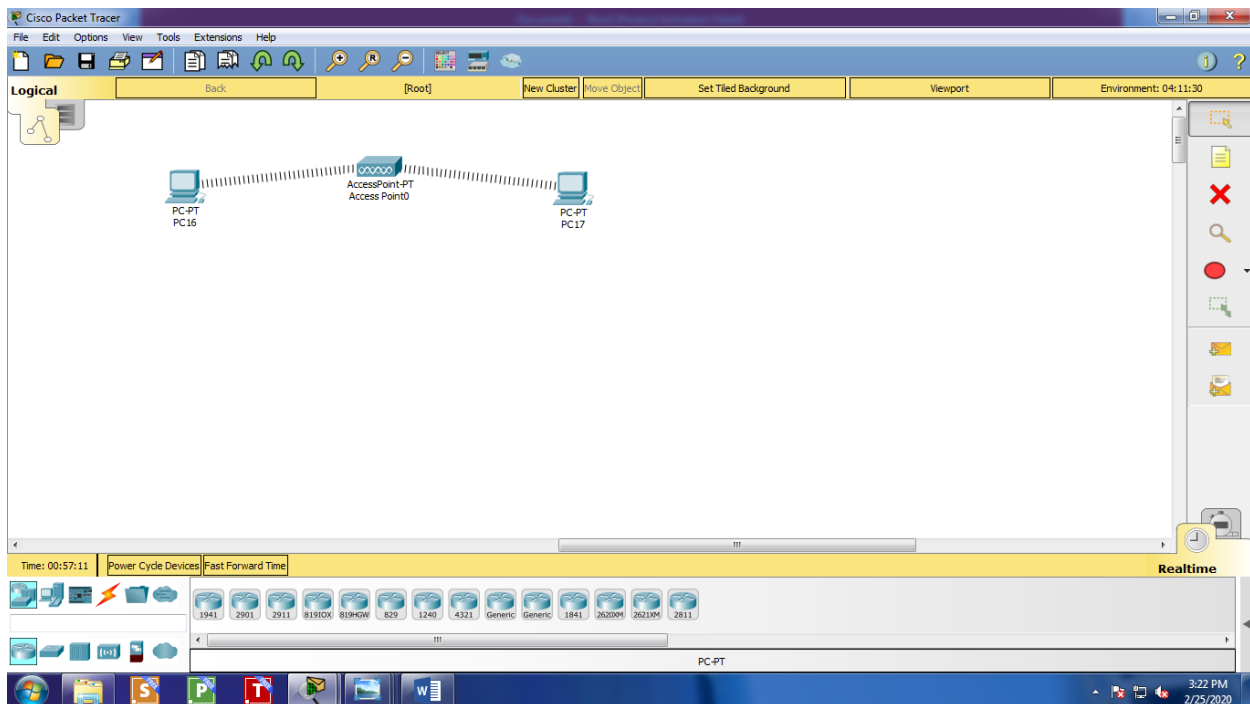 Cisco Packet Tracer
File Edit Options View Tools Extensions Help
Logical Back [Root] New Cluster Move Object Set Tiled Background Viewport Environment: 04:11:30
AccessPoint-PT
Access Point0
PC-PT
PC16
PC-PT
PC17
Time: 00:57:11 Power Cycle Devices Fast Forward Time Realtime
1941 2901 2911 819IOX 819HGW 829 1240 4321 Generic Generic 1841 2620XM 2621XM 2811
PC-PT
3:22 PM
2/25/2020